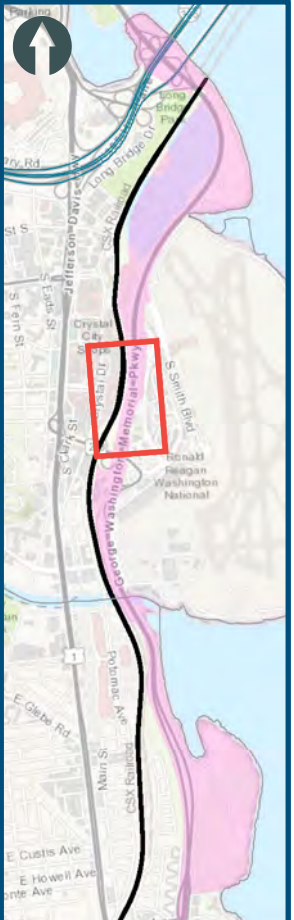 Parking
Long
Bridge
Park
Ry Rd
Long Bridge Dr
CSX Railroad
St S
Jefferson=Davis=Hwy
S Eads St
S Fern St
Crystal
City
Shops
Crystal Dr
George=Washington=Memorial=Pkwy
S Smith Blvd
S Clark St
Ronald
Reagan
Washington
National
1
E Glebe Rd
Potomac Ave
Main St
CSX Railroad
E Custis Ave
E Howell Ave
onte Ave